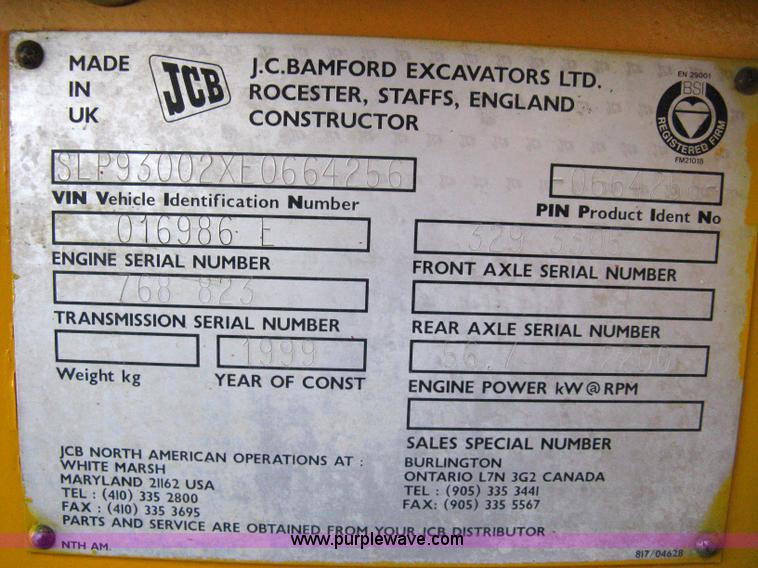 MADE
IN
UK
JCB
J.C.BAMFORD EXCAVATORS LTD.
ROCESTER, STAFFS, ENGLAND
CONSTRUCTOR
EN 29001
BSI
REGISTERED FIRM
FM21018
SLP93002XE0664256
VIN Vehicle Identification Number
PIN Product Ident No
016986 E
ENGINE SERIAL NUMBER
FRONT AXLE SERIAL NUMBER
768 823
TRANSMISSION SERIAL NUMBER
REAR AXLE SERIAL NUMBER
1999
Weight kg
YEAR OF CONST
ENGINE POWER kW@RPM
SALES SPECIAL NUMBER
JCB NORTH AMERICAN OPERATIONS AT :
WHITE MARSH
MARYLAND 21162 USA
TEL : (410) 335 2800
FAX : (410) 335 3695
BURLINGTON
ONTARIO L7N 3G2 CANADA
TEL : (905) 335 3441
FAX: (905) 335 5567
PARTS AND SERVICE ARE OBTAINED FROM YOUR JCB DISTRIBUTOR
NTH AM.
www.purplewave.com
817/04628